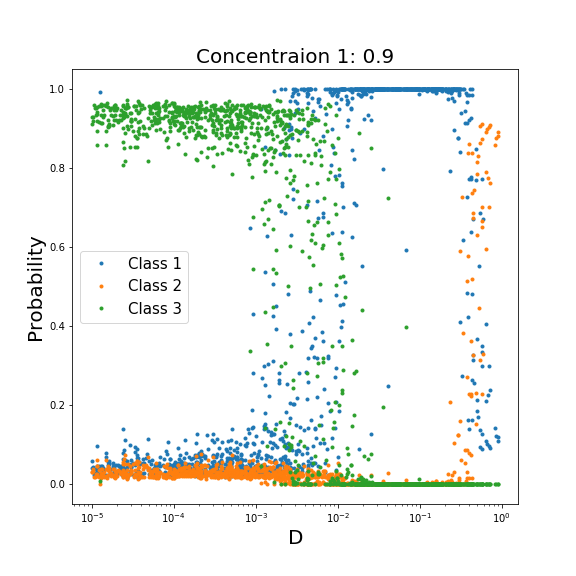 Concentraion 1: 0.9
1.0
0.8
0.6
0.4
0.2
0.0
Probability
Class 1
Class 2
Class 3
10⁻⁵ 10⁻⁴ 10⁻³ 10⁻² 10⁻¹ 10⁰
D